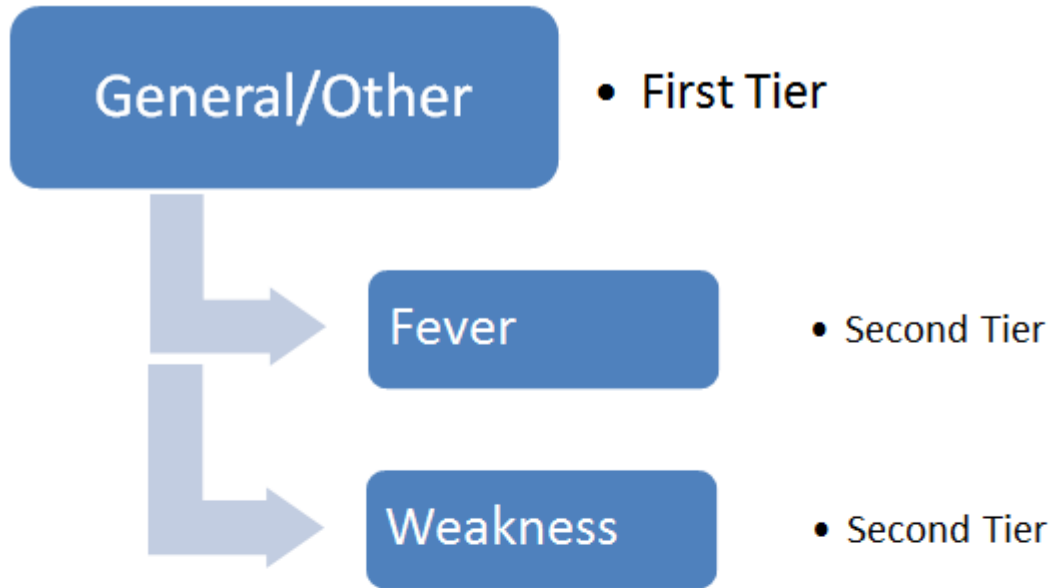 General/Other
• First Tier
Fever
• Second Tier
Weakness
• Second Tier